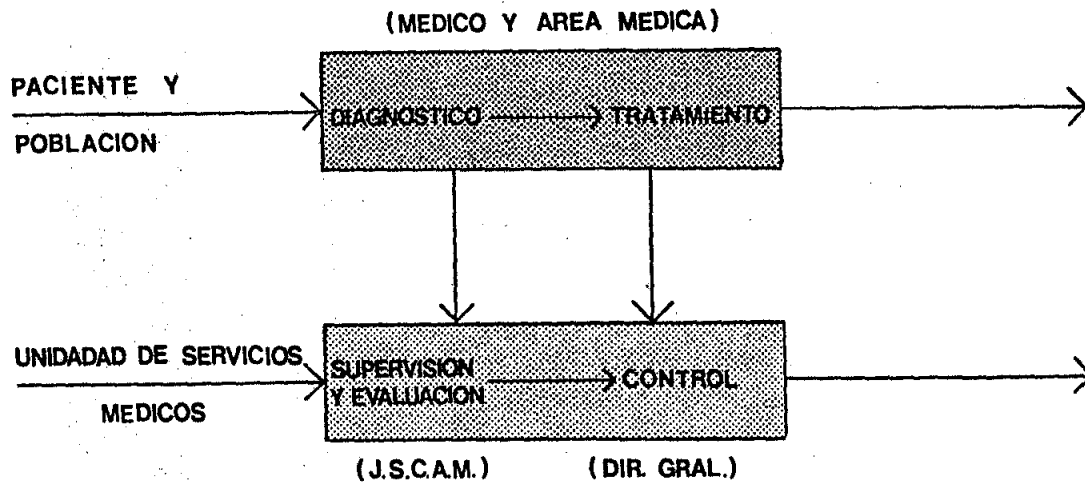 (MEDICO Y AREA MEDICA)
PACIENTE Y
POBLACION
DIAGNOSTICO
TRATAMIENTO
UNIDADAD DE SERVICIOS
MEDICOS
SUPERVISION
Y EVALUACION
CONTROL
(J.S.C.A.M.)
(DIR. GRAL.)